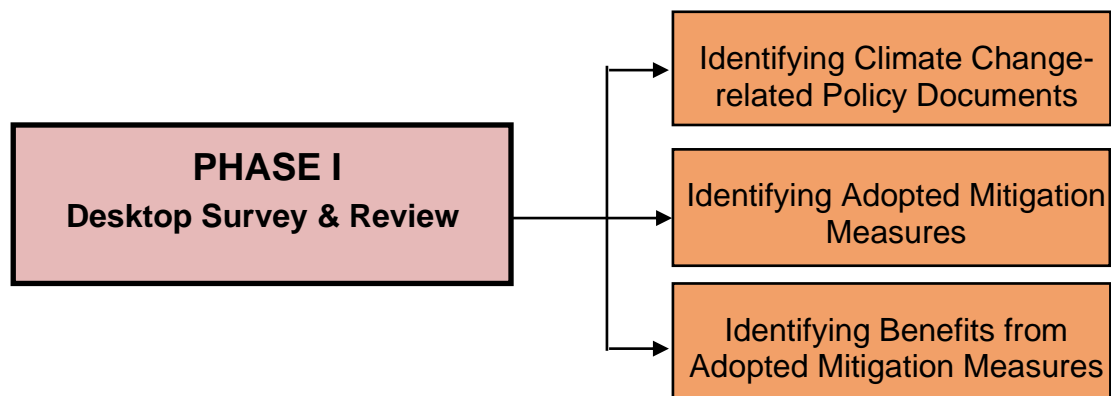 PHASE I
Desktop Survey & Review
Identifying Climate Change-
related Policy Documents
Identifying Adopted Mitigation
Measures
Identifying Benefits from
Adopted Mitigation Measures